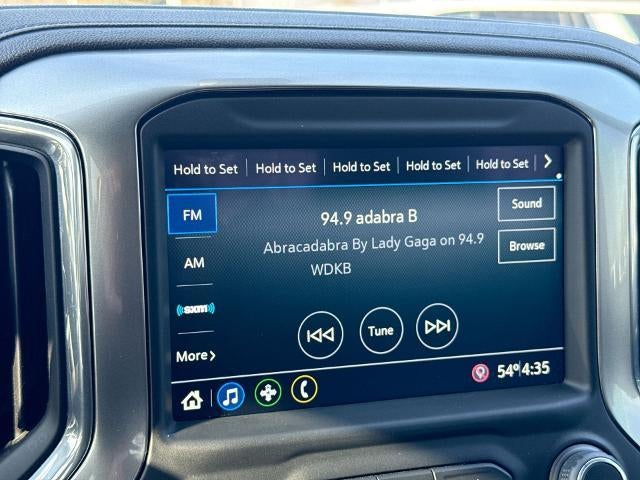 Hold to Set Hold to Set Hold to Set Hold to Set Hold to Set
FM
94.9 adabra B
Sound
Abracadabra By Lady Gaga on 94.9
WDKB
Browse
AM
sxm
Tune
More
54° 4:35